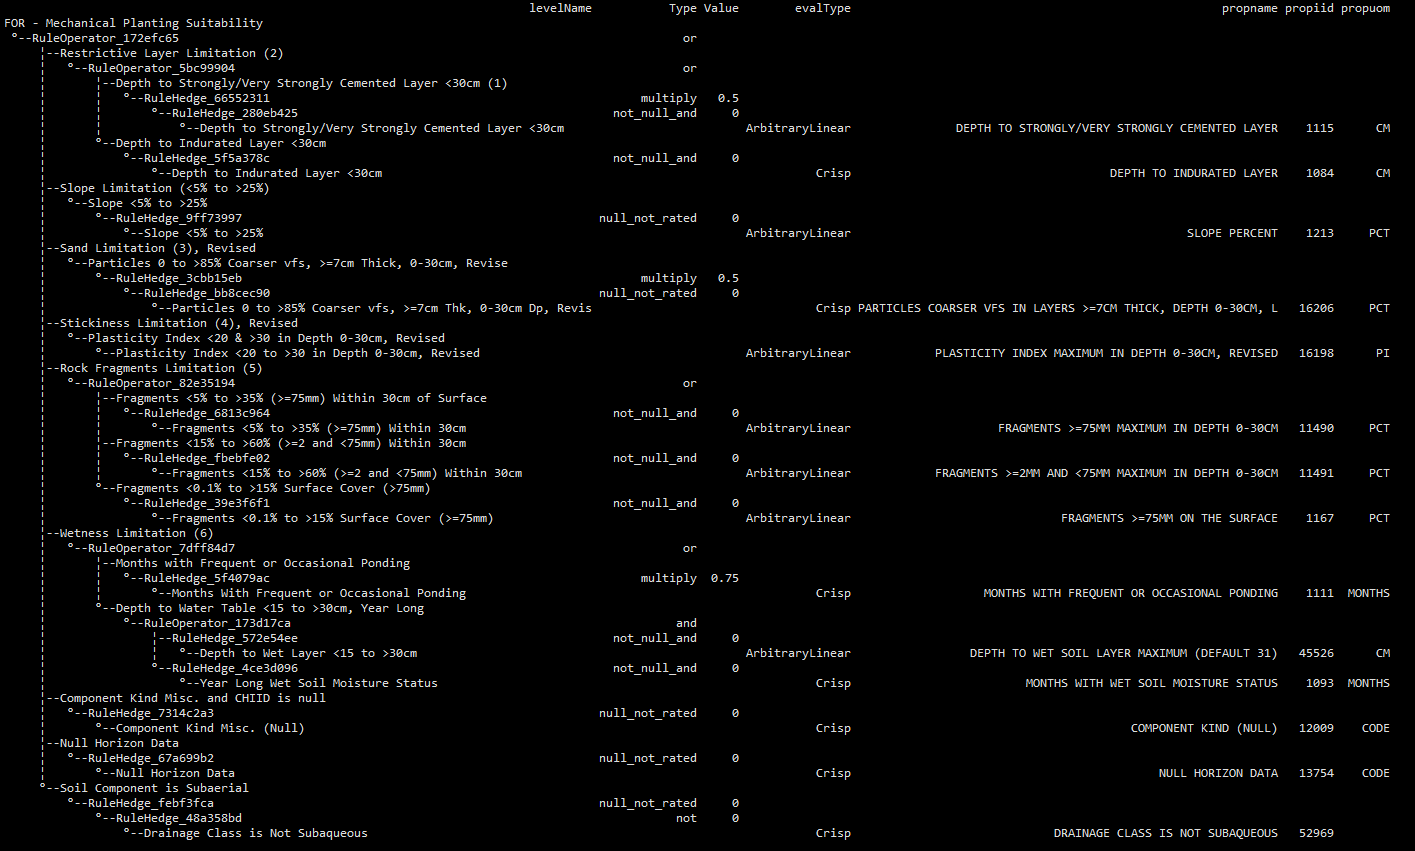 levelName Type Value evalType propname propiid propuom
FOR - Mechanical Planting Suitability
°--RuleOperator_172efc65 or
¦--Restrictive Layer Limitation (2)
¦ °--RuleOperator_5bc99904 or
¦ ¦--Depth to Strongly/Very Strongly Cemented Layer <30cm (1)
¦ ¦ °--RuleHedge_66552311 multiply 0.5
¦ ¦ °--RuleHedge_280eb425 not_null_and 0
¦ ¦ °--Depth to Strongly/Very Strongly Cemented Layer <30cm ArbitraryLinear DEPTH TO STRONGLY/VERY STRONGLY CEMENTED LAYER 1115 CM
¦ °--Depth to Indurated Layer <30cm
¦ °--RuleHedge_5f5a378c not_null_and 0
¦ °--Depth to Indurated Layer <30cm Crisp DEPTH TO INDURATED LAYER 1084 CM
¦--Slope Limitation (<5% to >25%)
¦ °--Slope <5% to >25%
¦ °--RuleHedge_9ff73997 null_not_rated 0
¦ °--Slope <5% to >25% ArbitraryLinear SLOPE PERCENT 1213 PCT
¦--Sand Limitation (3), Revised
¦ °--Particles 0 to >85% Coarser vfs, >=7cm Thick, 0-30cm, Revise
¦ °--RuleHedge_3cbb15eb multiply 0.5
¦ °--RuleHedge_bb8cec90 null_not_rated 0
¦ °--Particles 0 to >85% Coarser vfs, >=7cm Thk, 0-30cm Dp, Revis Crisp PARTICLES COARSER VFS IN LAYERS >=7CM THICK, DEPTH 0-30CM, L 16206 PCT
¦--Stickiness Limitation (4), Revised
¦ °--Plasticity Index <20 & >30 in Depth 0-30cm, Revised
¦ °--Plasticity Index <20 to >30 in Depth 0-30cm, Revised ArbitraryLinear PLASTICITY INDEX MAXIMUM IN DEPTH 0-30CM, REVISED 16198 PI
¦--Rock Fragments Limitation (5)
¦ °--RuleOperator_82e35194 or
¦ ¦--Fragments <5% to >35% (>=75mm) Within 30cm of Surface
¦ ¦ °--RuleHedge_6813c964 not_null_and 0
¦ ¦ °--Fragments <5% to >35% (>=75mm) Within 30cm ArbitraryLinear FRAGMENTS >=75MM MAXIMUM IN DEPTH 0-30CM 11490 PCT
¦ ¦--Fragments <15% to >60% (>=2 and <75mm) Within 30cm
¦ ¦ °--RuleHedge_fbebfe02 not_null_and 0
¦ ¦ °--Fragments <15% to >60% (>=2 and <75mm) Within 30cm ArbitraryLinear FRAGMENTS >=2MM AND <75MM MAXIMUM IN DEPTH 0-30CM 11491 PCT
¦ °--Fragments <0.1% to >15% Surface Cover (>75mm)
¦ °--RuleHedge_39e3f6f1 not_null_and 0
¦ °--Fragments <0.1% to >15% Surface Cover (>=75mm) ArbitraryLinear FRAGMENTS >=75MM ON THE SURFACE 1167 PCT
¦--Wetness Limitation (6)
¦ °--RuleOperator_7dff84d7 or
¦ ¦--Months with Frequent or Occasional Ponding
¦ ¦ °--RuleHedge_5f4079ac multiply 0.75
¦ ¦ °--Months With Frequent or Occasional Ponding Crisp MONTHS WITH FREQUENT OR OCCASIONAL PONDING 1111 MONTHS
¦ °--Depth to Water Table <15 to >30cm, Year Long
¦ °--RuleOperator_173d17ca and
¦ ¦--RuleHedge_572e54ee not_null_and 0
¦ ¦ °--Depth to Wet Layer <15 to >30cm ArbitraryLinear DEPTH TO WET SOIL LAYER MAXIMUM (DEFAULT 31) 45526 CM
¦ °--RuleHedge_4ce3d096 not_null_and 0
¦ °--Year Long Wet Soil Moisture Status Crisp MONTHS WITH WET SOIL MOISTURE STATUS 1093 MONTHS
¦--Component Kind Misc. and CHIID is null
¦ °--RuleHedge_7314c2a3 null_not_rated 0
¦ °--Component Kind Misc. (Null) Crisp COMPONENT KIND (NULL) 12009 CODE
¦--Null Horizon Data
¦ °--RuleHedge_67a699b2 null_not_rated 0
¦ °--Null Horizon Data Crisp NULL HORIZON DATA 13754 CODE
°--Soil Component is Subaerial
°--RuleHedge_febf3fca null_not_rated 0
°--RuleHedge_48a358bd not 0
°--Drainage Class is Not Subaqueous Crisp DRAINAGE CLASS IS NOT SUBAQUEOUS 52969